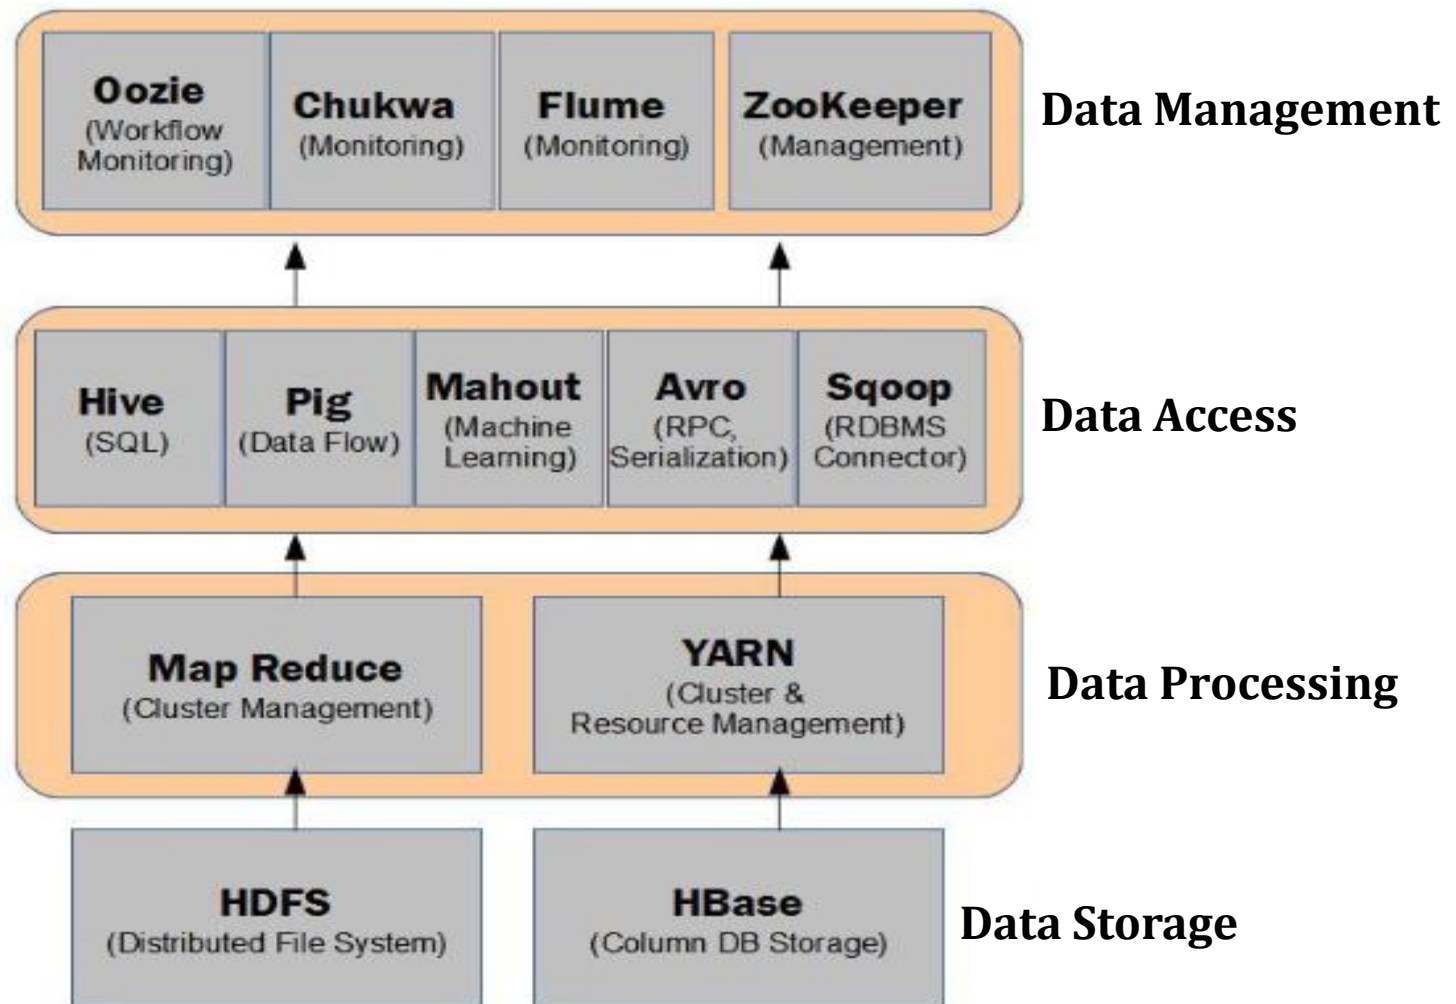 Oozie
(Workflow
Monitoring)
Chukwa
(Monitoring)
Flume
(Monitoring)
ZooKeeper
(Management)
Data Management
Hive
(SQL)
Pig
(Data Flow)
Mahout
(Machine
Learning)
Avro
(RPC,
Serialization)
Sqoop
(RDBMS
Connector)
Data Access
Map Reduce
(Cluster Management)
YARN
(Cluster &
Resource Management)
Data Processing
HDFS
(Distributed File System)
HBase
(Column DB Storage)
Data Storage